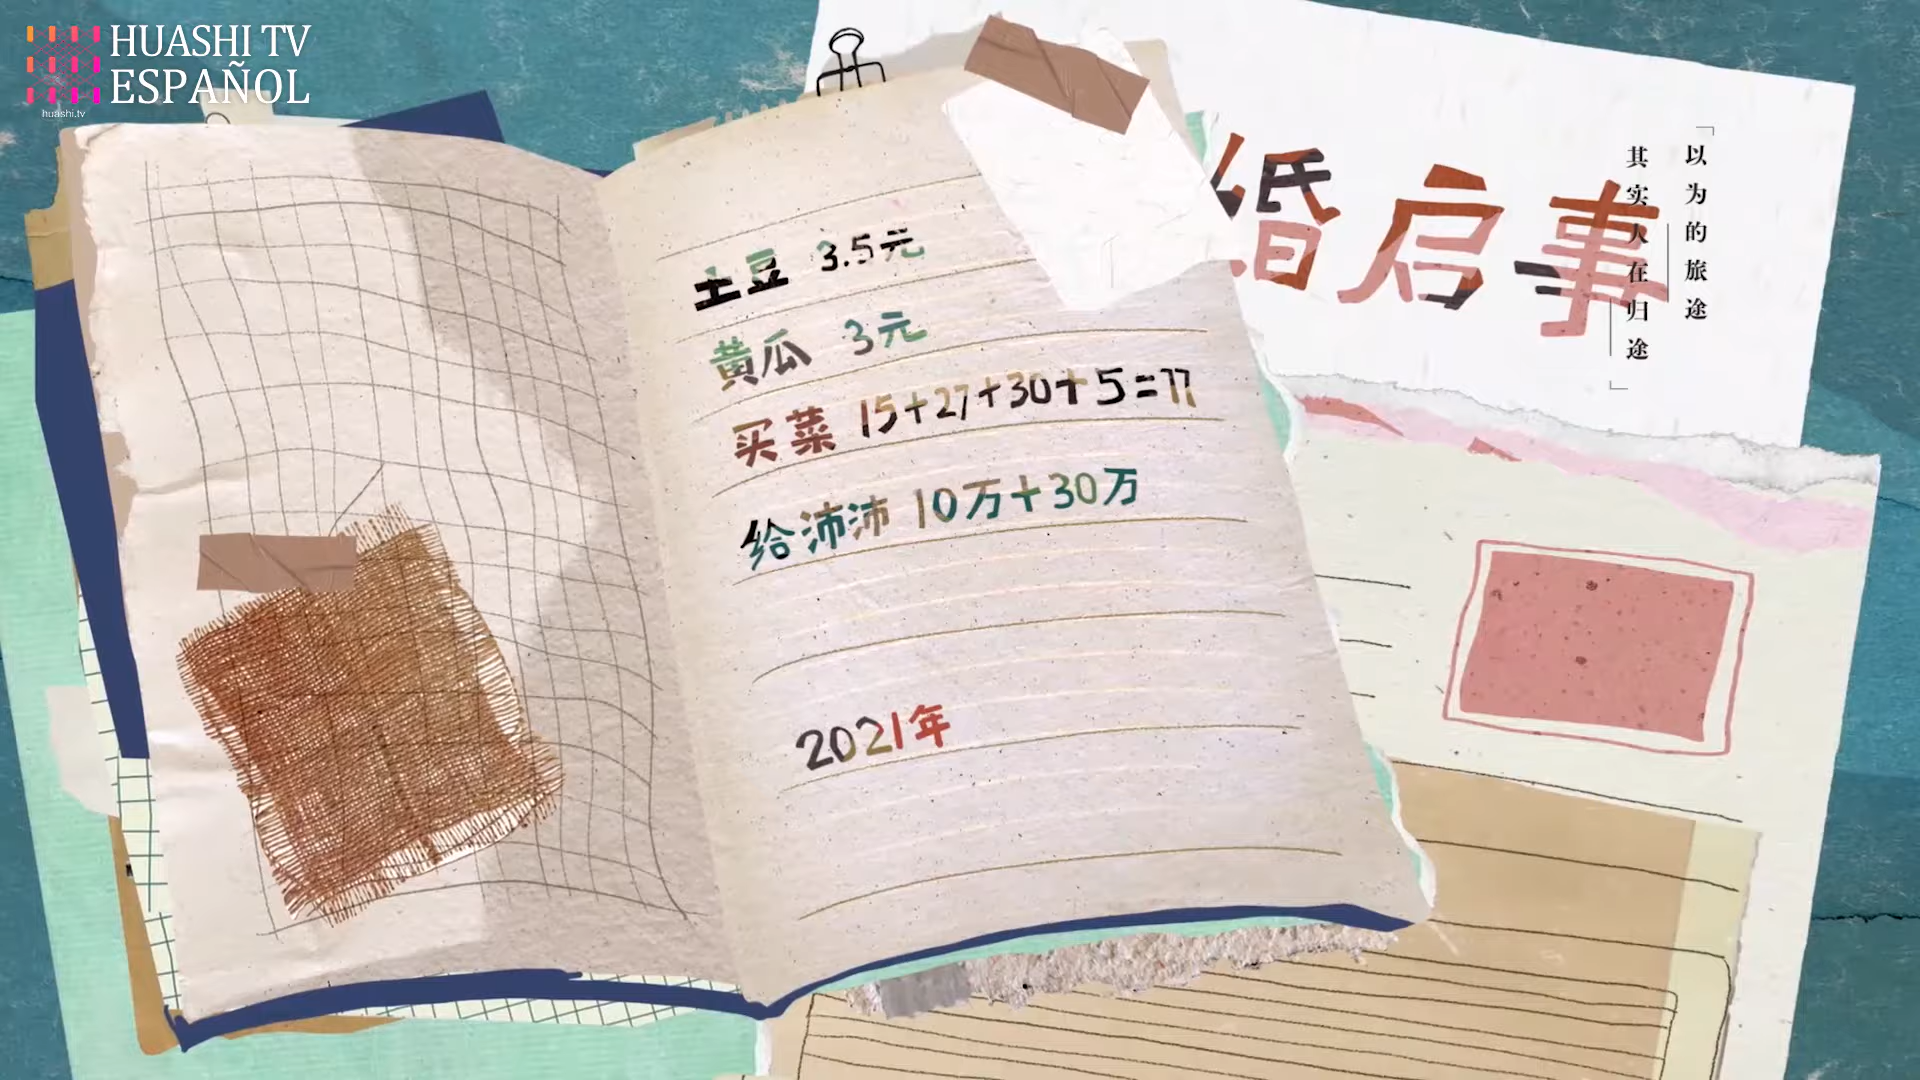 HUASHI TV
ESPAÑOL
huashi.tv
土豆 3.5元
黄瓜 3元
买菜 15+27+30+5=77
给沛沛 10万+30万
2021年
婚启事
以为的旅途
其实人在归途